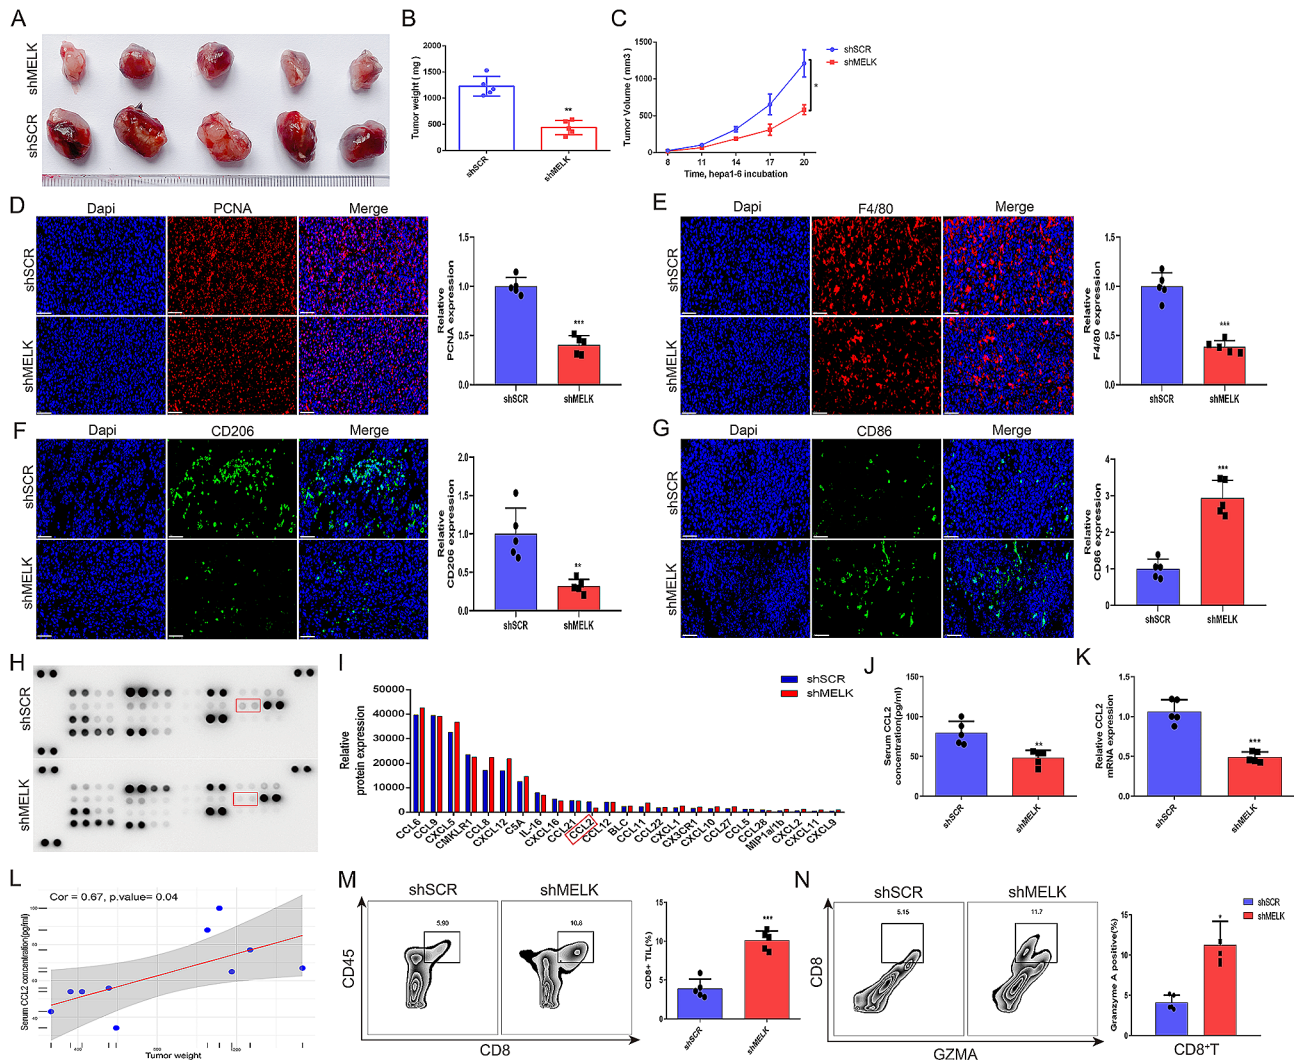 A
shMELK
shSCR
B
Tumor weight ( mg )
2000
1500
1000
500
0
**
shSCR
shMELK
C
Tumor Volume ( mm3 )
1500
1000
500
0
8
11
14
17
20
Time, hepa1-6 incubation
shSCR
shMELK
*
D
Dapi
PCNA
Merge
shSCR
shMELK
Relative
PCNA expression
1.5
1.0
0.5
0.0
***
shSCR
shMELK
E
Dapi
F4/80
Merge
shSCR
shMELK
Relative
F4/80 expression
1.5
1.0
0.5
0.0
***
shSCR
shMELK
F
Dapi
CD206
Merge
shSCR
shMELK
Relative
CD206 expression
2.0
1.5
1.0
0.5
0.0
**
shSCR
shMELK
G
Dapi
CD86
Merge
shSCR
shMELK
Relative
CD86 expression
4
3
2
1
0
***
shSCR
shMELK
H
shSCR
shMELK
I
Relative
protein expression
50000
40000
30000
20000
10000
0
shSCR
shMELK
CCL6
CCL9
CXCL5
CMKLR1
CCL8
CXCL12
C5A
IL-16
CXCL16
CCL21
CCL2
CCL12
BLC
CCL11
CCL22
CXCL1
CX3CR1
CXCL10
CCL27
CCL5
CCL28
MIP1a/1b
CXCL2
CXCL11
CXCL9
J
Serum CCL2
concentration(pg/ml)
150
100
50
0
**
shSCR
shMELK
K
Relative CCL2
mRNA expression
1.5
1.0
0.5
0.0
***
shSCR
shMELK
L
Cor = 0.67, p.value= 0.04
Serum CCL2 concentration(pg/ml)
100
80
60
40
400
Tumor weight
M
shSCR
shMELK
5.90
10.8
CD45
CD8
CD8+ TIL(%)
15
10
5
0
***
shSCR
shMELK
N
shSCR
shMELK
5.15
11.7
CD8
GZMA
Granzyme A positive(%)
15
10
5
0
*
shSCR
shMELK
CD8+T